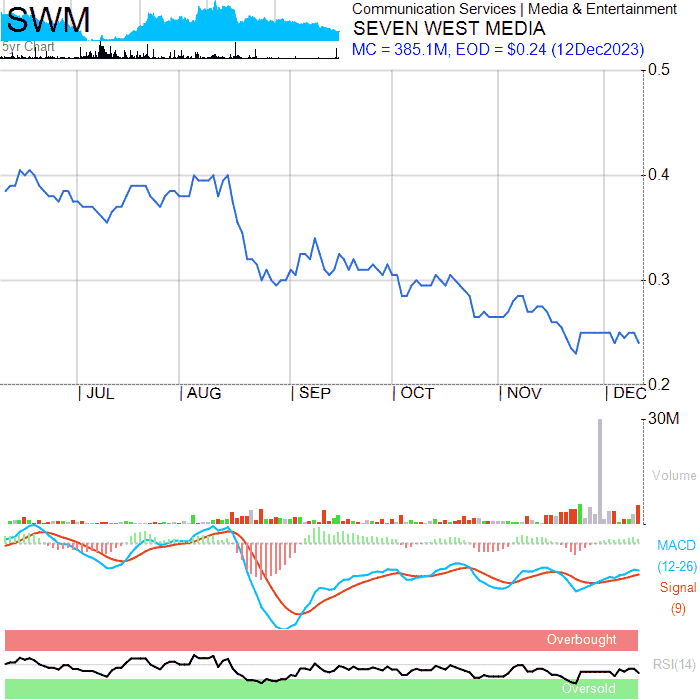 SWM
5yr Chart
Communication Services | Media & Entertainment
SEVEN WEST MEDIA
MC = 385.1M, EOD = $0.24 (12Dec2023)
0.5
0.4
0.3
0.2
JUL
AUG
SEP
OCT
NOV
DEC
30M
Volume
MACD
(12-26)
Signal
(9)
Overbought
RSI(14)
Oversold